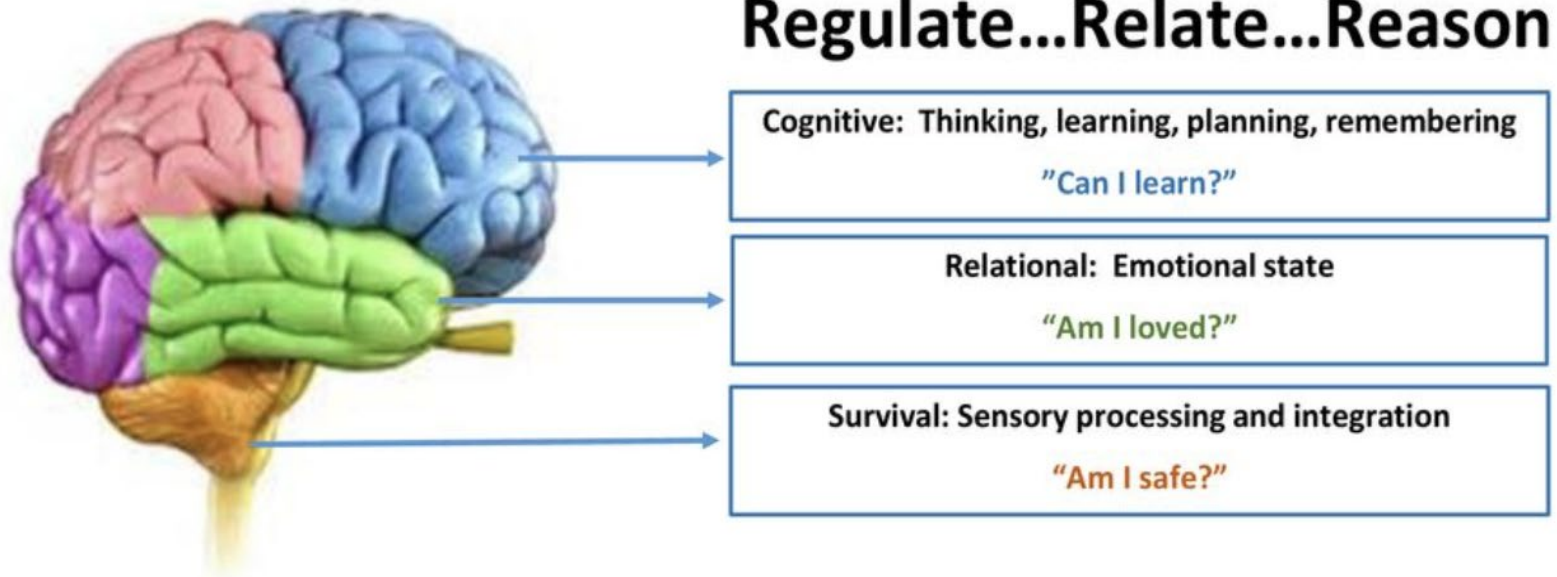 Regulate...Relate...Reason
Cognitive:  Thinking, learning, planning, remembering
”Can I learn?”
Relational:  Emotional state
“Am I loved?”
Survival: Sensory processing and integration
“Am I safe?”